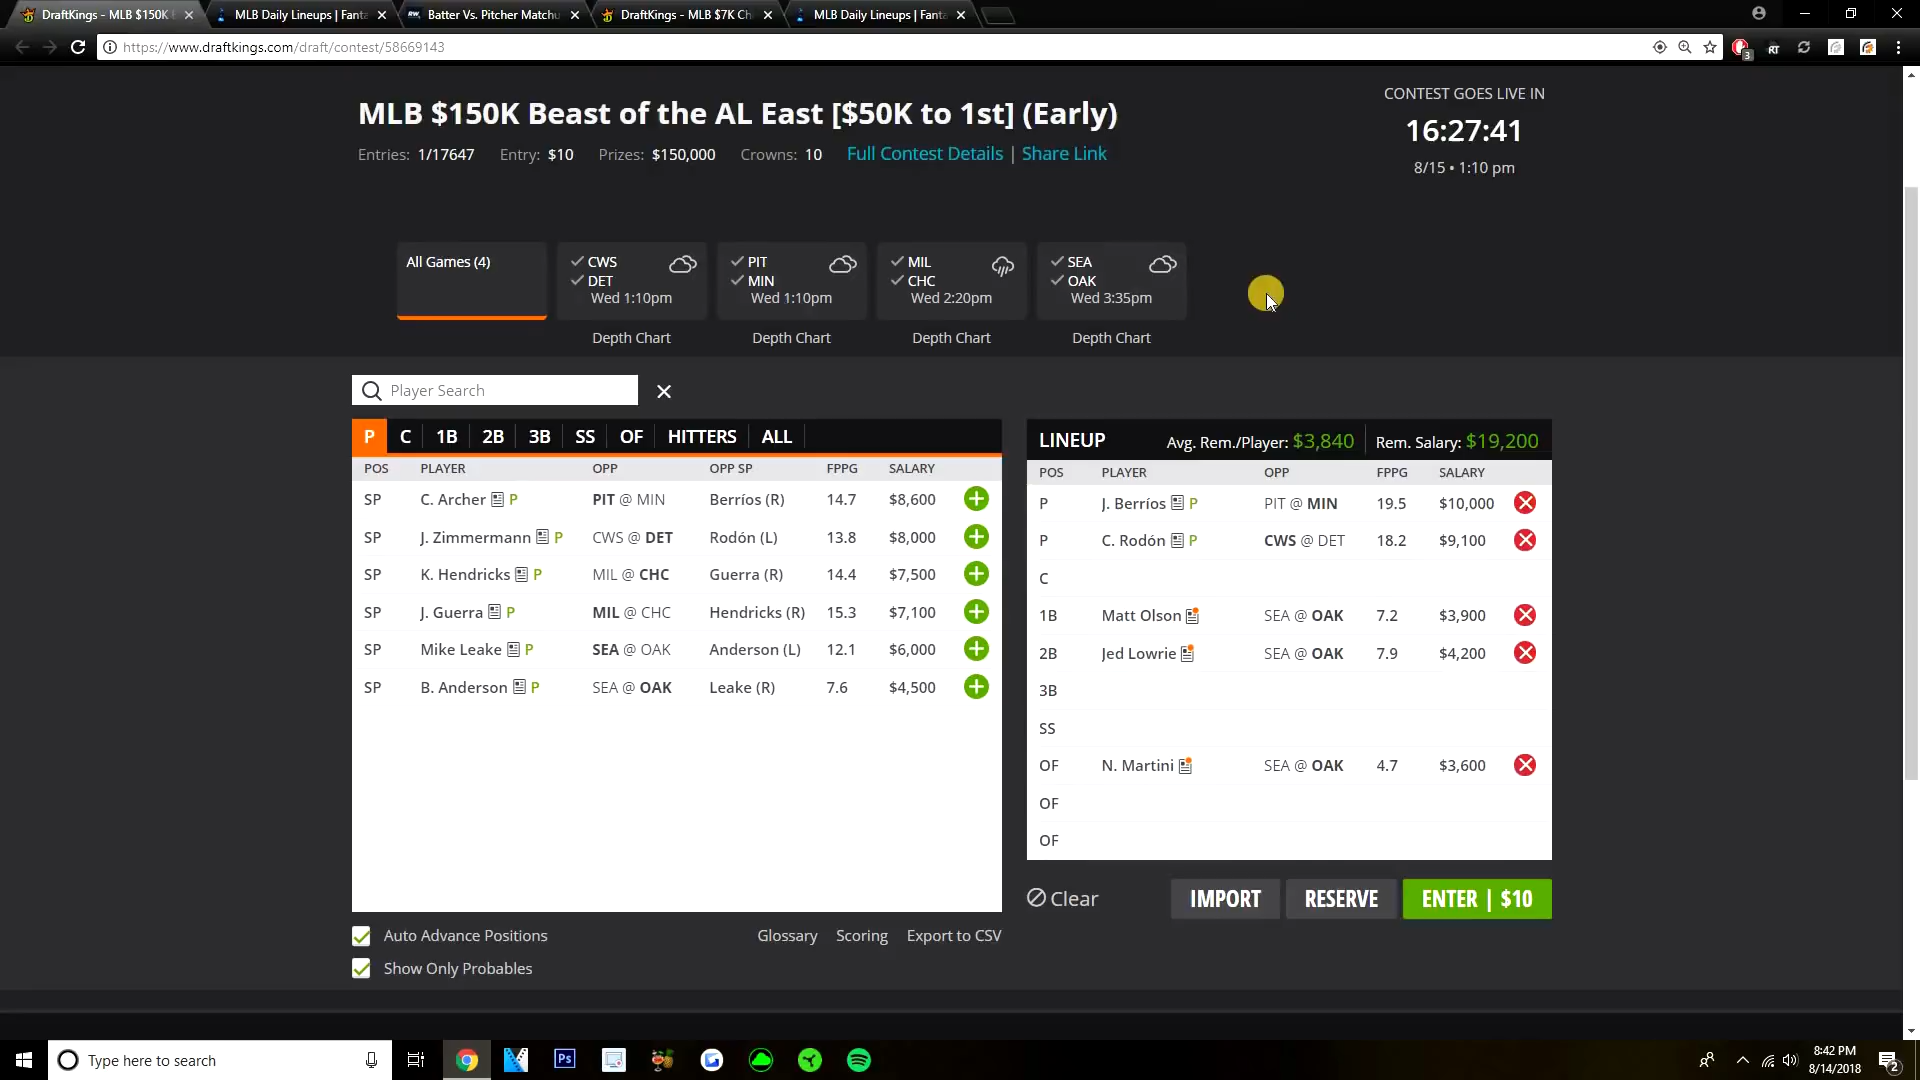 DraftKings - MLB $150K
MLB Daily Lineups | Fanta
Batter Vs. Pitcher Matchu
DraftKings - MLB $7K Ch
MLB Daily Lineups | Fanta
https://www.draftkings.com/draft/contest/58669143
3
RT
MLB $150K Beast of the AL East [$50K to 1st] (Early)
Entries: 1/17647 Entry: $10 Prizes: $150,000 Crowns: 10 Full Contest Details | Share Link
CONTEST GOES LIVE IN
16:27:41
8/15 • 1:10 pm
All Games (4)
CWS
DET
Wed 1:10pm
Depth Chart
PIT
MIN
Wed 1:10pm
Depth Chart
MIL
CHC
Wed 2:20pm
Depth Chart
SEA
OAK
Wed 3:35pm
Depth Chart
Player Search
P C 1B 2B 3B SS OF HITTERS ALL
POS PLAYER OPP OPP SP FPPG SALARY
SP C. Archer P PIT @ MIN Berríos (R) 14.7 $8,600
SP J. Zimmermann P CWS @ DET Rodón (L) 13.8 $8,000
SP K. Hendricks P MIL @ CHC Guerra (R) 14.4 $7,500
SP J. Guerra P MIL @ CHC Hendricks (R) 15.3 $7,100
SP Mike Leake P SEA @ OAK Anderson (L) 12.1 $6,000
SP B. Anderson P SEA @ OAK Leake (R) 7.6 $4,500
Auto Advance Positions
Show Only Probables
Glossary Scoring Export to CSV
LINEUP Avg. Rem./Player: $3,840 Rem. Salary: $19,200
POS PLAYER OPP FPPG SALARY
P J. Berríos P PIT @ MIN 19.5 $10,000
P C. Rodón P CWS @ DET 18.2 $9,100
C
1B Matt Olson SEA @ OAK 7.2 $3,900
2B Jed Lowrie SEA @ OAK 7.9 $4,200
3B
SS
OF N. Martini SEA @ OAK 4.7 $3,600
OF
OF
Clear IMPORT RESERVE ENTER | $10
Type here to search
Ps
8:42 PM
8/14/2018
2